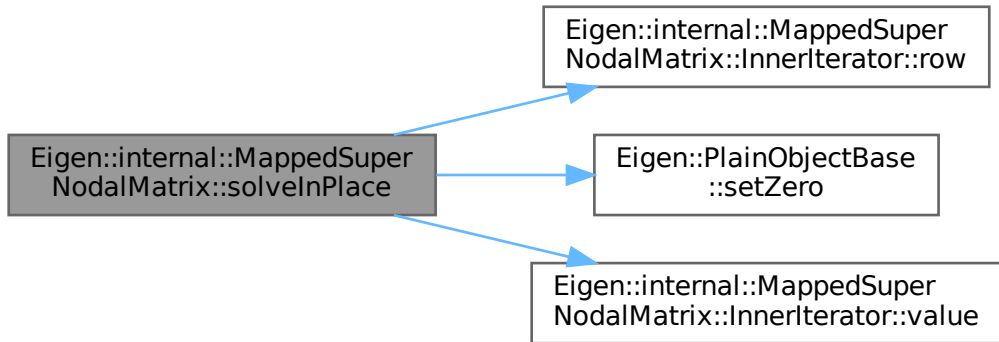 Eigen::internal::MappedSuper
NodalMatrix::InnerIterator::row
Eigen::internal::MappedSuper
NodalMatrix::solveInPlace
Eigen::PlainObjectBase
::setZero
Eigen::internal::MappedSuper
NodalMatrix::InnerIterator::value